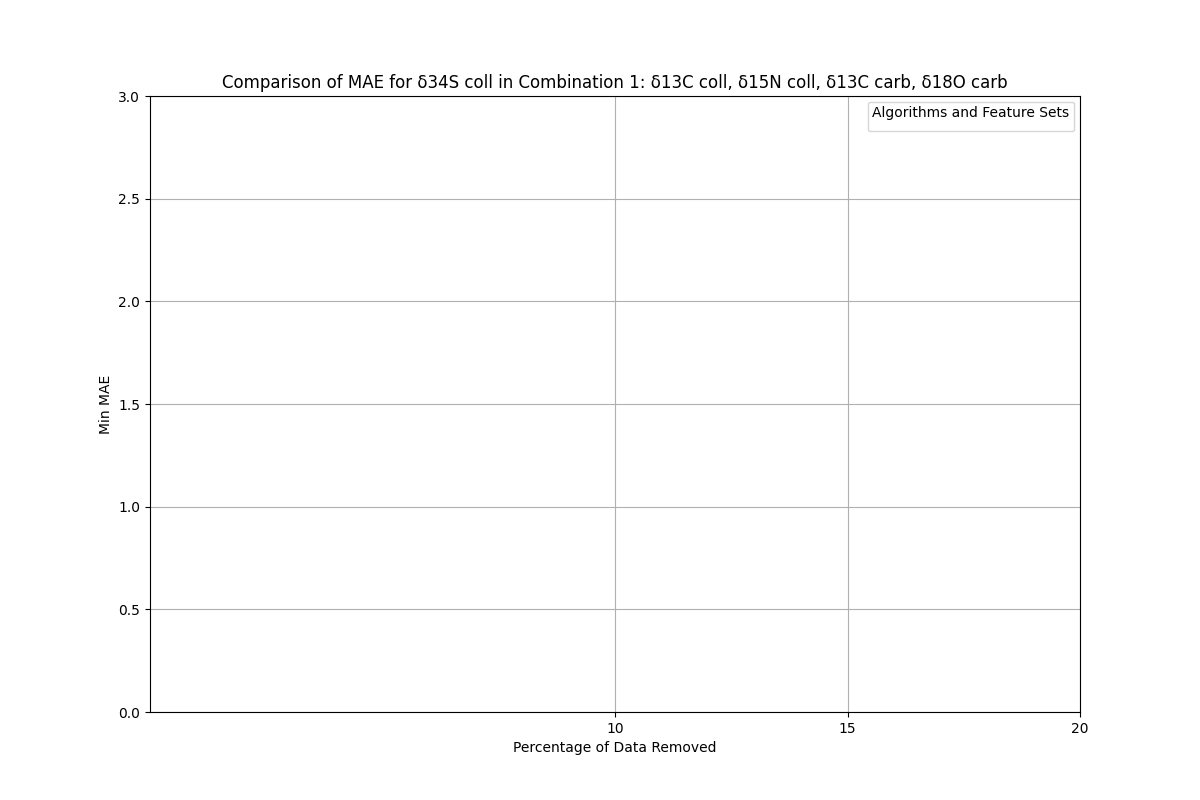 Comparison of MAE for δ34S coll in Combination 1: δ13C coll, δ15N coll, δ13C carb, δ18O carb
Algorithms and Feature Sets
Min MAE
3.0
2.5
2.0
1.5
1.0
0.5
0.0
10
15
20
Percentage of Data Removed